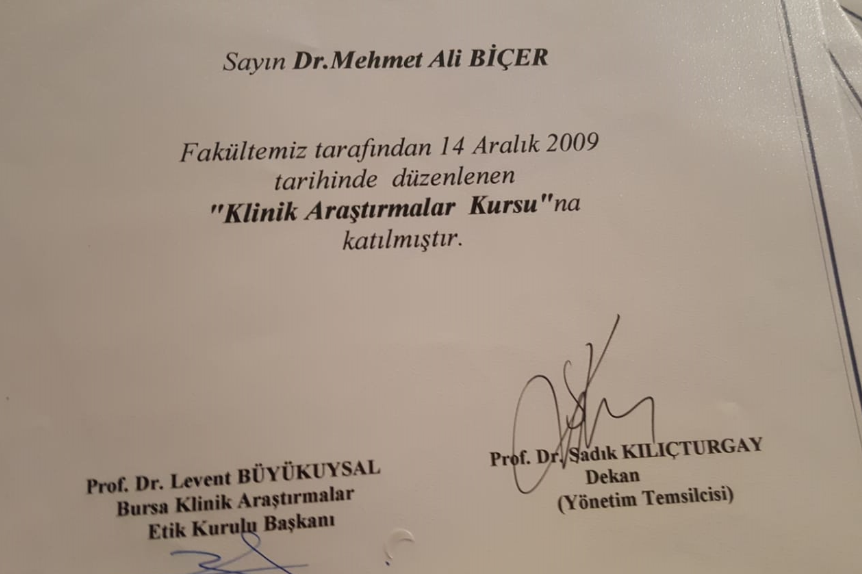 Sayın Dr.Mehmet Ali BİÇER
Fakültemiz tarafından 14 Aralık 2009
tarihinde düzenlenen
"Klinik Araştırmalar Kursu"na
katılmıştır.
Prof. Dr. Levent BÜYÜKUYSAL
Bursa Klinik Araştırmalar
Etik Kurulu Başkanı
Prof. Dr. Sadık KILIÇTURGAY
Dekan
(Yönetim Temsilcisi)